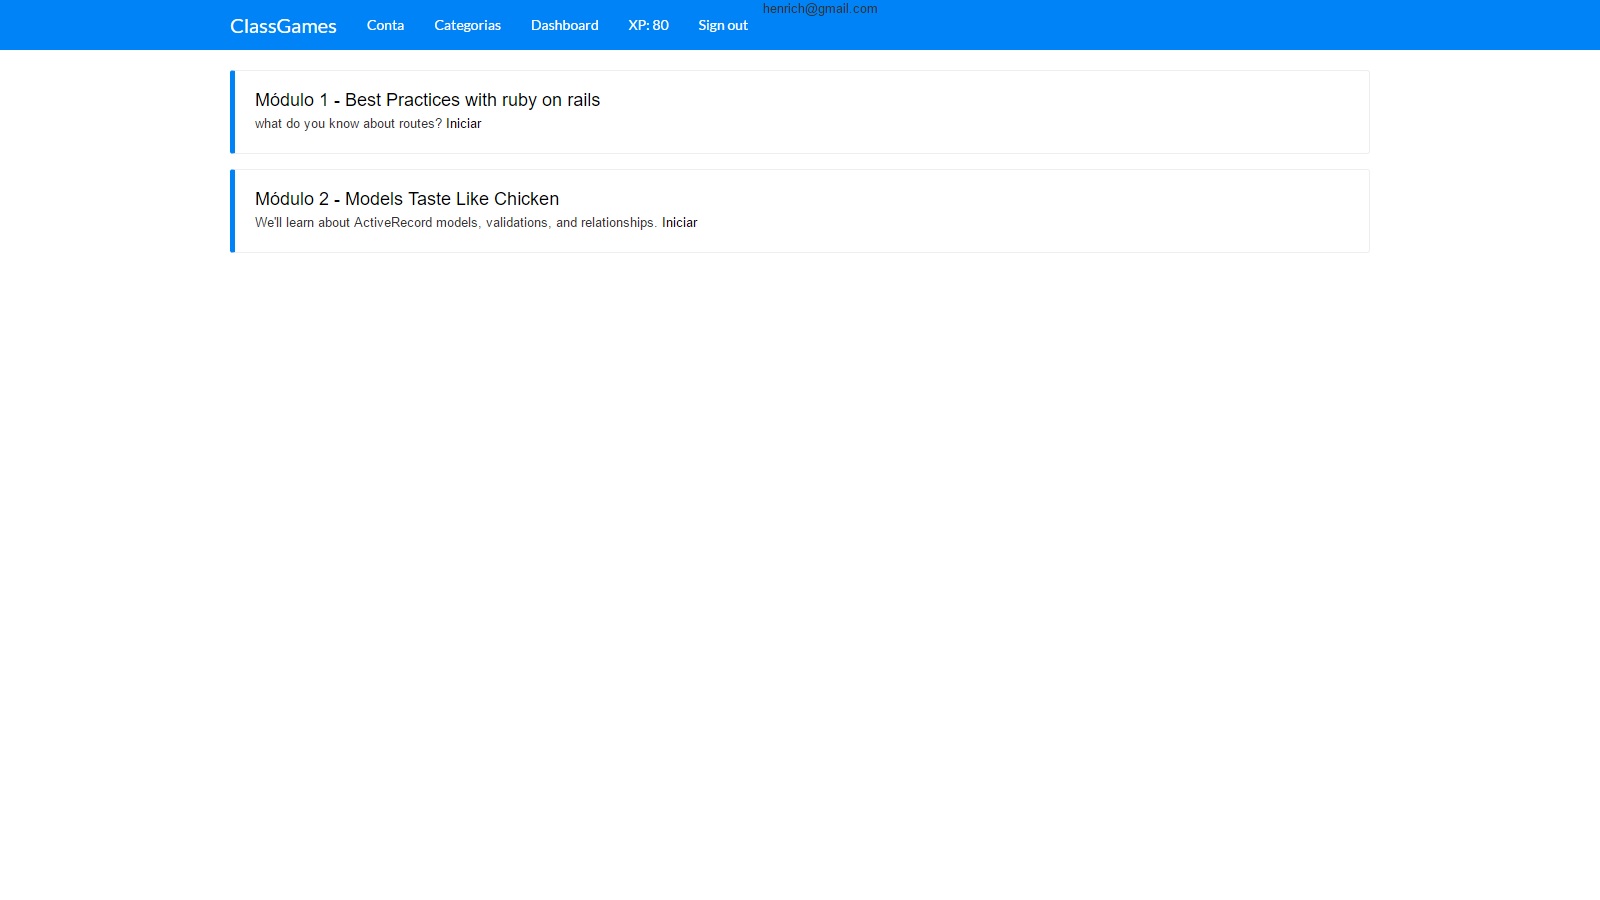 henrich@gmail.com
ClassGames Conta Categorias Dashboard XP: 80 Sign out
Módulo 1 - Best Practices with ruby on rails
what do you know about routes? Iniciar
Módulo 2 - Models Taste Like Chicken
We'll learn about ActiveRecord models, validations, and relationships. Iniciar